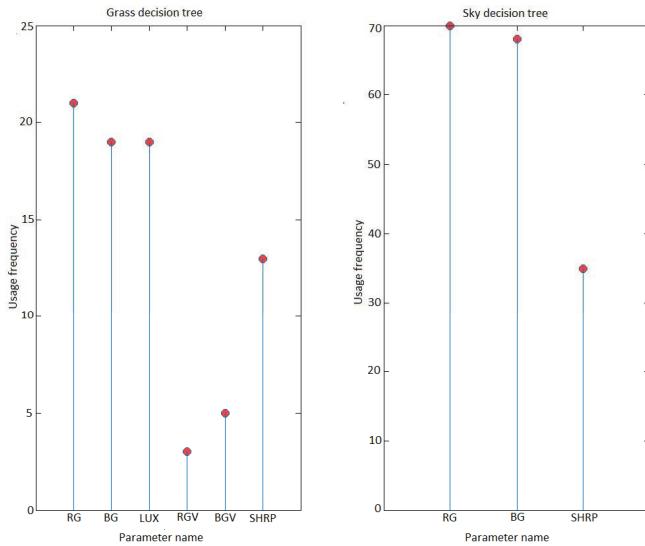 Grass decision tree
25
20
15
10
5
0
Usage frequency
RG BG LUX RGV BGV SHRP
Parameter name
Sky decision tree
70
60
50
40
30
20
10
0
Usage frequency
RG BG SHRP
Parameter name